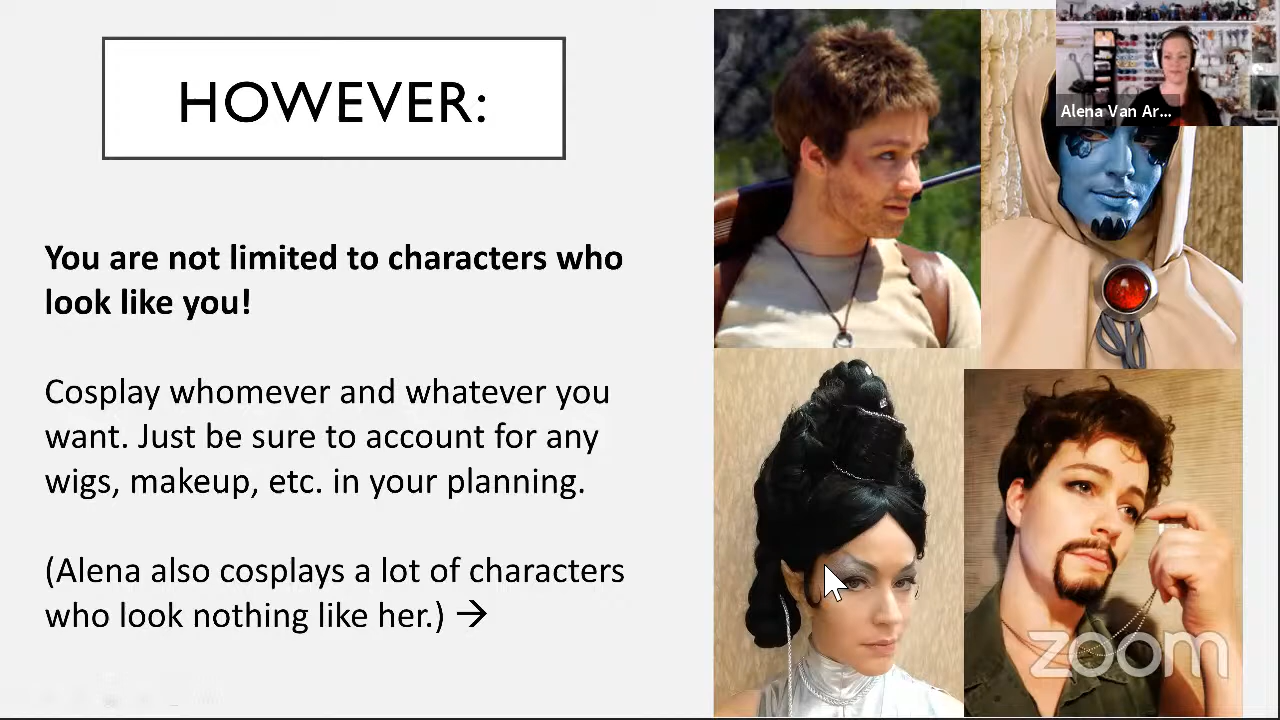 HOWEVER:
You are not limited to characters who
look like you!
Cosplay whomever and whatever you
want. Just be sure to account for any
wigs, makeup, etc. in your planning.
(Alena also cosplays a lot of characters
who look nothing like her.) →
Alena Van Ar...
zoom